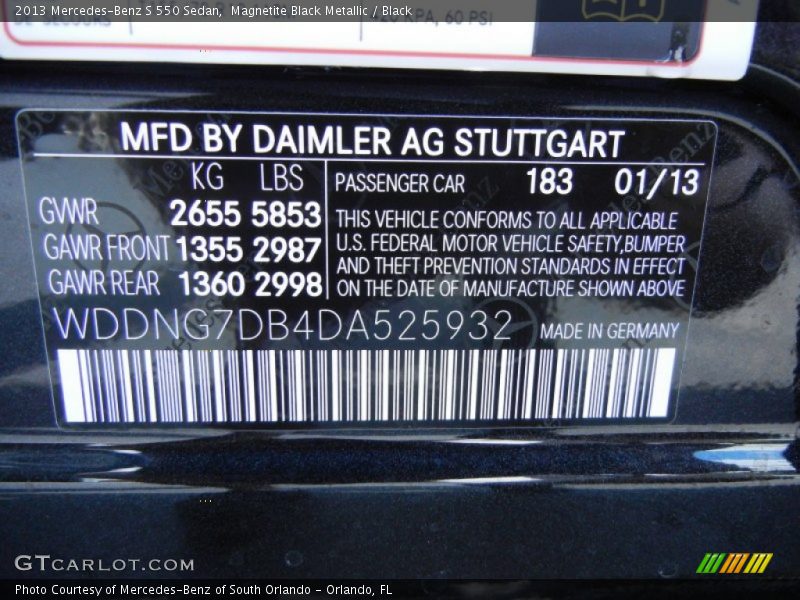 2013 Mercedes-Benz S 550 Sedan,  Magnetite Black Metallic / Black
KPA, 60 PSI
MFD BY DAIMLER AG STUTTGART
KG LBS
GVWR 2655 5853
GAWR FRONT 1355 2987
GAWR REAR 1360 2998
PASSENGER CAR 183 01/13
THIS VEHICLE CONFORMS TO ALL APPLICABLE
U.S. FEDERAL MOTOR VEHICLE SAFETY,BUMPER
AND THEFT PREVENTION STANDARDS IN EFFECT
ON THE DATE OF MANUFACTURE SHOWN ABOVE
WDDNG7DB4DA525932 MADE IN GERMANY
GTCARLOT.COM
Photo Courtesy of Mercedes-Benz of South Orlando - Orlando, FL